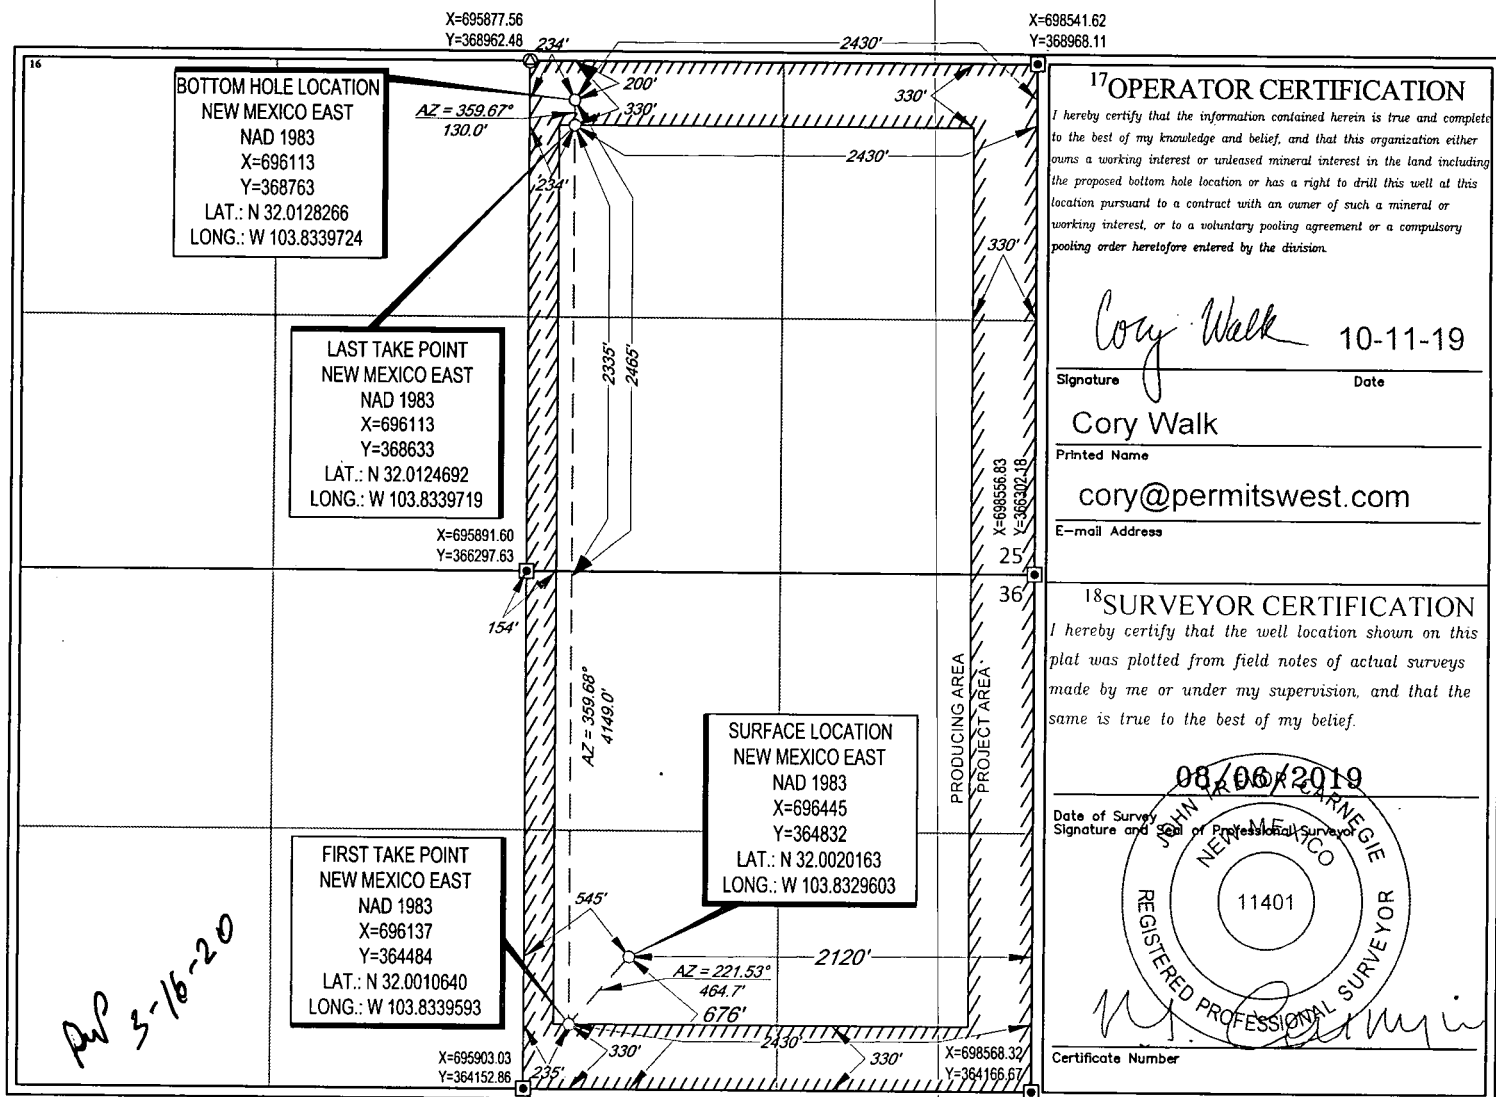 X=695877.56
Y=368962.48
X=698541.62
Y=368968.11
16
234'
2430'
200'
330'
330'
AZ = 359.67°
130.0'
2430'
234'
330'
BOTTOM HOLE LOCATION
NEW MEXICO EAST
NAD 1983
X=696113
Y=368763
LAT.: N 32.0128266
LONG.: W 103.8339724
LAST TAKE POINT
NEW MEXICO EAST
NAD 1983
X=696113
Y=368633
LAT.: N 32.0124692
LONG.: W 103.8339719
2335'
2465'
X=698556.83
Y=366302.18
X=695891.60
Y=366297.63
25
36
154'
AZ = 359.68°
4149.0'
PRODUCING AREA
PROJECT AREA
SURFACE LOCATION
NEW MEXICO EAST
NAD 1983
X=696445
Y=364832
LAT.: N 32.0020163
LONG.: W 103.8329603
FIRST TAKE POINT
NEW MEXICO EAST
NAD 1983
X=696137
Y=364484
LAT.: N 32.0010640
LONG.: W 103.8339593
545'
2120'
AZ = 221.53°
464.7'
676'
2430'
330'
330'
235'
X=695903.03
Y=364152.86
X=698568.32
Y=364166.67
3-16-20
17 OPERATOR CERTIFICATION
I hereby certify that the information contained herein is true and complete
to the best of my knowledge and belief, and that this organization either
owns a working interest or unleased mineral interest in the land including
the proposed bottom hole location or has a right to drill this well at this
location pursuant to a contract with an owner of such a mineral or
working interest, or to a voluntary pooling agreement or a compulsory
pooling order heretofore entered by the division.
Cory Walk 10-11-19
Signature Date
Cory Walk
Printed Name
cory@permitswest.com
E-mail Address
18 SURVEYOR CERTIFICATION
I hereby certify that the well location shown on this
plat was plotted from field notes of actual surveys
made by me or under my supervision, and that the
same is true to the best of my belief.
08/06/2019
Date of Survey
Signature and Seal of Professional Surveyor
JOHN TREVOR CARNEGIE
NEW MEXICO
11401
REGISTERED PROFESSIONAL SURVEYOR
Certificate Number